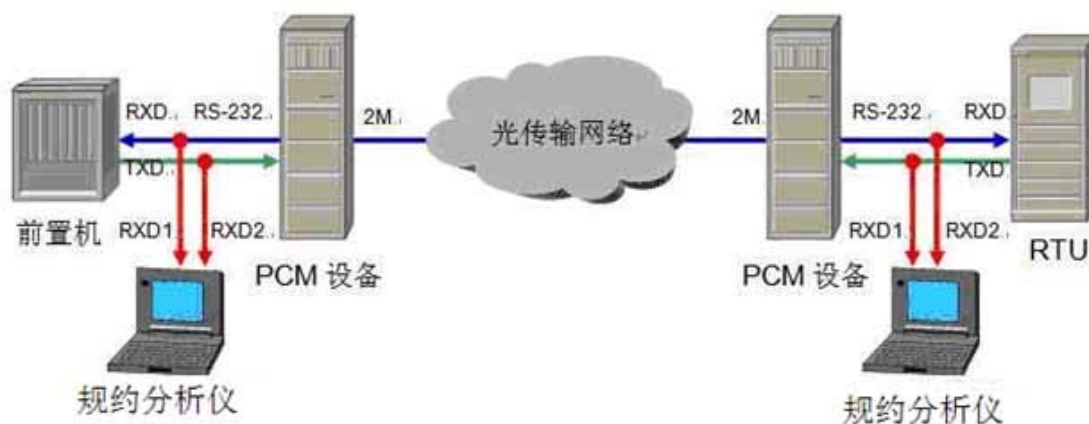 RXD. RS-232. 2M. 光传输网络 2M. RS-232. RXD.
TXD. TXD
前置机 RXD1 RXD2. RXD1. RXD2. RTU
PCM 设备 PCM 设备
规约分析仪 规约分析仪